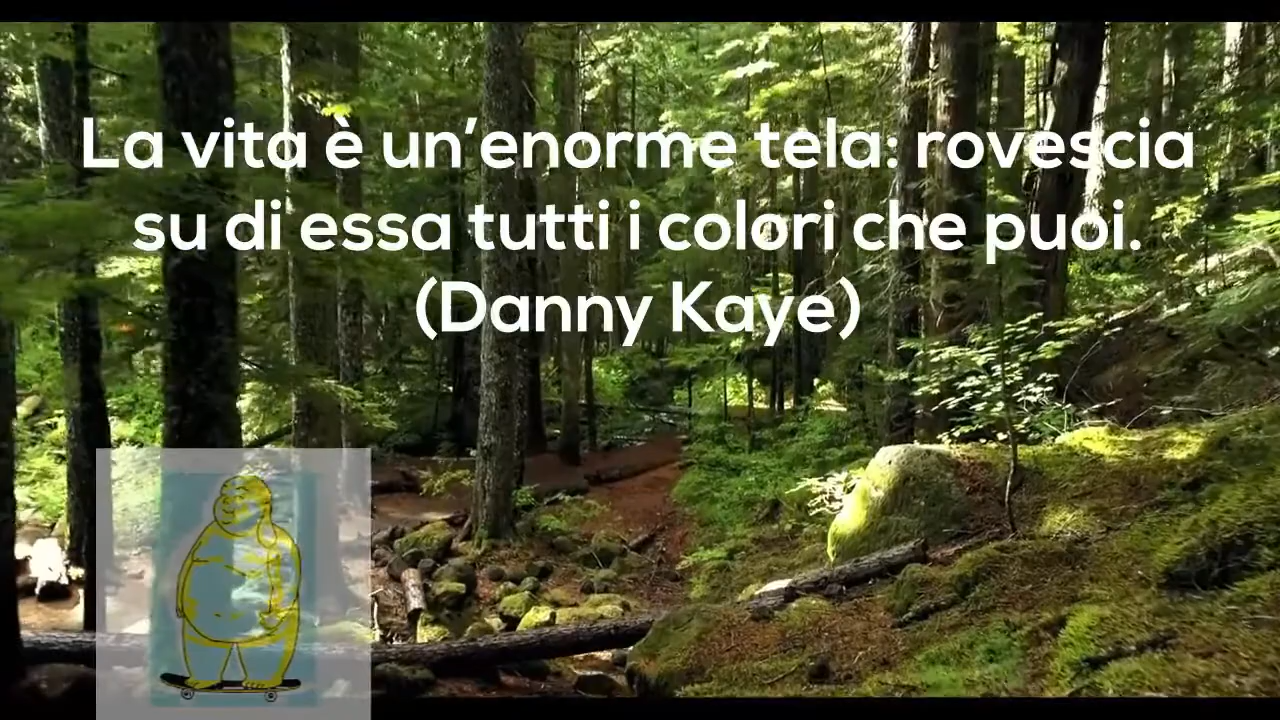 La vita è un’enorme tela: rovescia
su di essa tutti i colori che puoi.
(Danny Kaye)